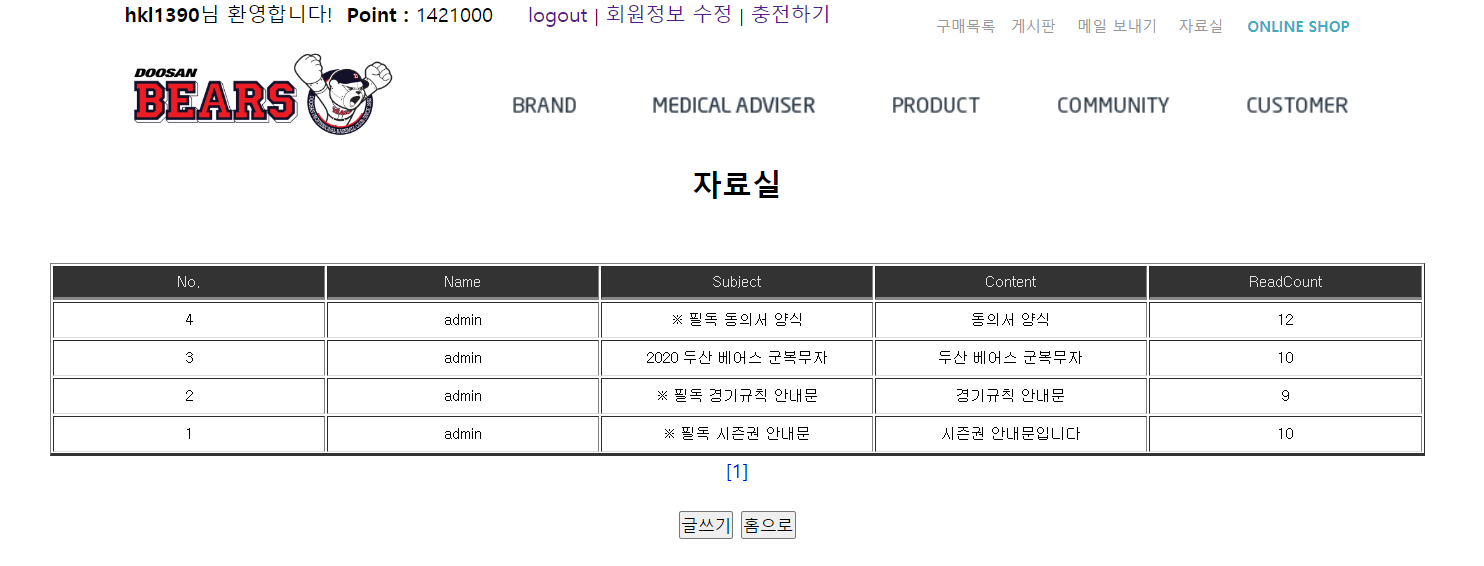 hkl1390님 환영합니다! Point : 1421000 logout | 회원정보 수정 | 충전하기
구매목록 게시판 메일 보내기 자료실 ONLINE SHOP
DOOSAN
BEARS
BRAND MEDICAL ADVISER PRODUCT COMMUNITY CUSTOMER
자료실
No. Name Subject Content ReadCount
4 admin ※ 필독 동의서 양식 동의서 양식 12
3 admin 2020 두산 베어스 군복무자 두산 베어스 군복무자 10
2 admin ※ 필독 경기규칙 안내문 경기규칙 안내문 9
1 admin ※ 필독 시즌권 안내문 시즌권 안내문입니다 10
[1]
글쓰기 홈으로